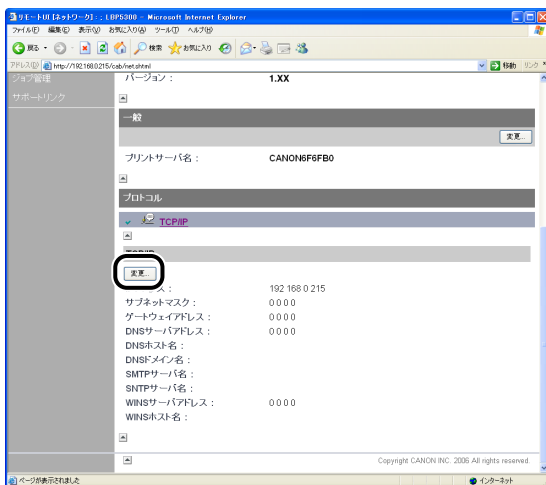 リモートUI [ネットワーク] : : LBP5300 - Microsoft Internet Explorer
ファイル(F) 編集(E) 表示(V) お気に入り(A) ツール(T) ヘルプ(H)
戻る 検索 お気に入り
アドレス(D) http://192.168.0.215/cab/net.shtml 移動 リンク »
ジョブ管理 バージョン : 1.XX
サポートリンク
一般
変更...
プリントサーバ名 : CANON6F6FB0
プロトコル
TCP/IP
TCP/IP
変更...
192.168.0.215
サブネットマスク : 0.0.0.0
ゲートウェイアドレス : 0.0.0.0
DNSサーバアドレス : 0.0.0.0
DNSホスト名 :
DNSドメイン名 :
SMTPサーバ名 :
SNTPサーバ名 :
WINSサーバアドレス : 0.0.0.0
WINSホスト名 :
Copyright CANON INC. 2006 All rights reserved.
ページが表示されました インターネット